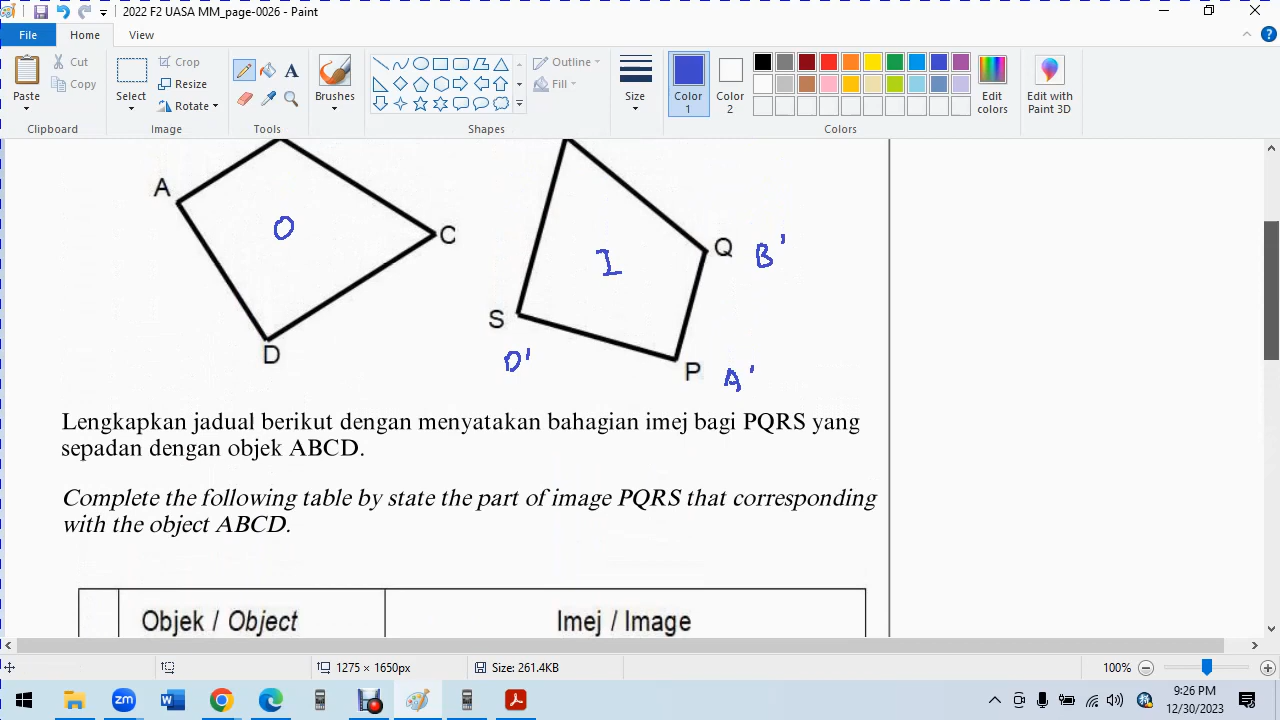 2022 F2 UASA MM_page-0026 - Paint
File Home View
Paste
Cut
Copy
Clipboard
Select
Crop
Resize
Rotate
Image
A
Tools
Brushes
Outline
Fill
Shapes
Size
Color 1
Color 2
Edit colors
Colors
Edit with Paint 3D
A
O
C
D
I
Q B'
S
D'
P A'
Lengkapkan jadual berikut dengan menyatakan bahagian imej bagi PQRS yang
sepadan dengan objek ABCD.
Complete the following table by state the part of image PQRS that corresponding
with the object ABCD.
Objek / Object Imej / Image
1275 × 1650px
Size: 261.4KB
100%
zm
W
9:26 PM
12/30/2023